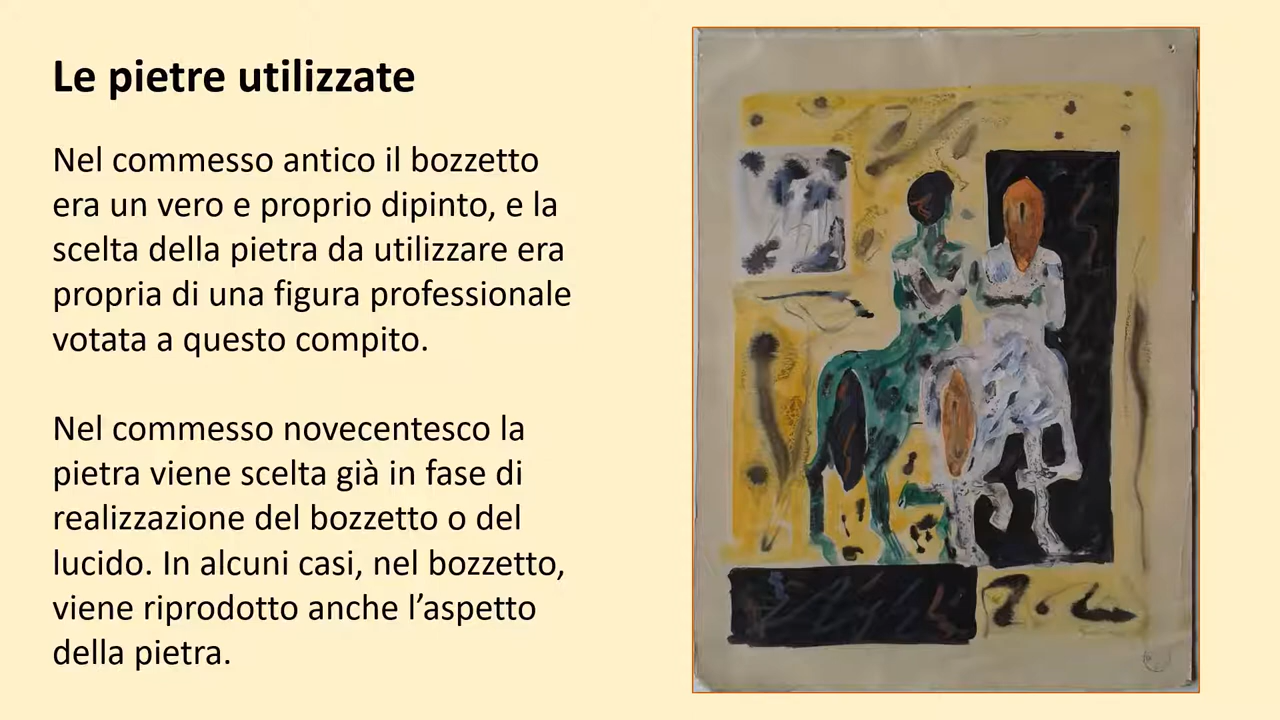 Le pietre utilizzate
Nel commesso antico il bozzetto
era un vero e proprio dipinto, e la
scelta della pietra da utilizzare era
propria di una figura professionale
votata a questo compito.
Nel commesso novecentesco la
pietra viene scelta già in fase di
realizzazione del bozzetto o del
lucido. In alcuni casi, nel bozzetto,
viene riprodotto anche l’aspetto
della pietra.